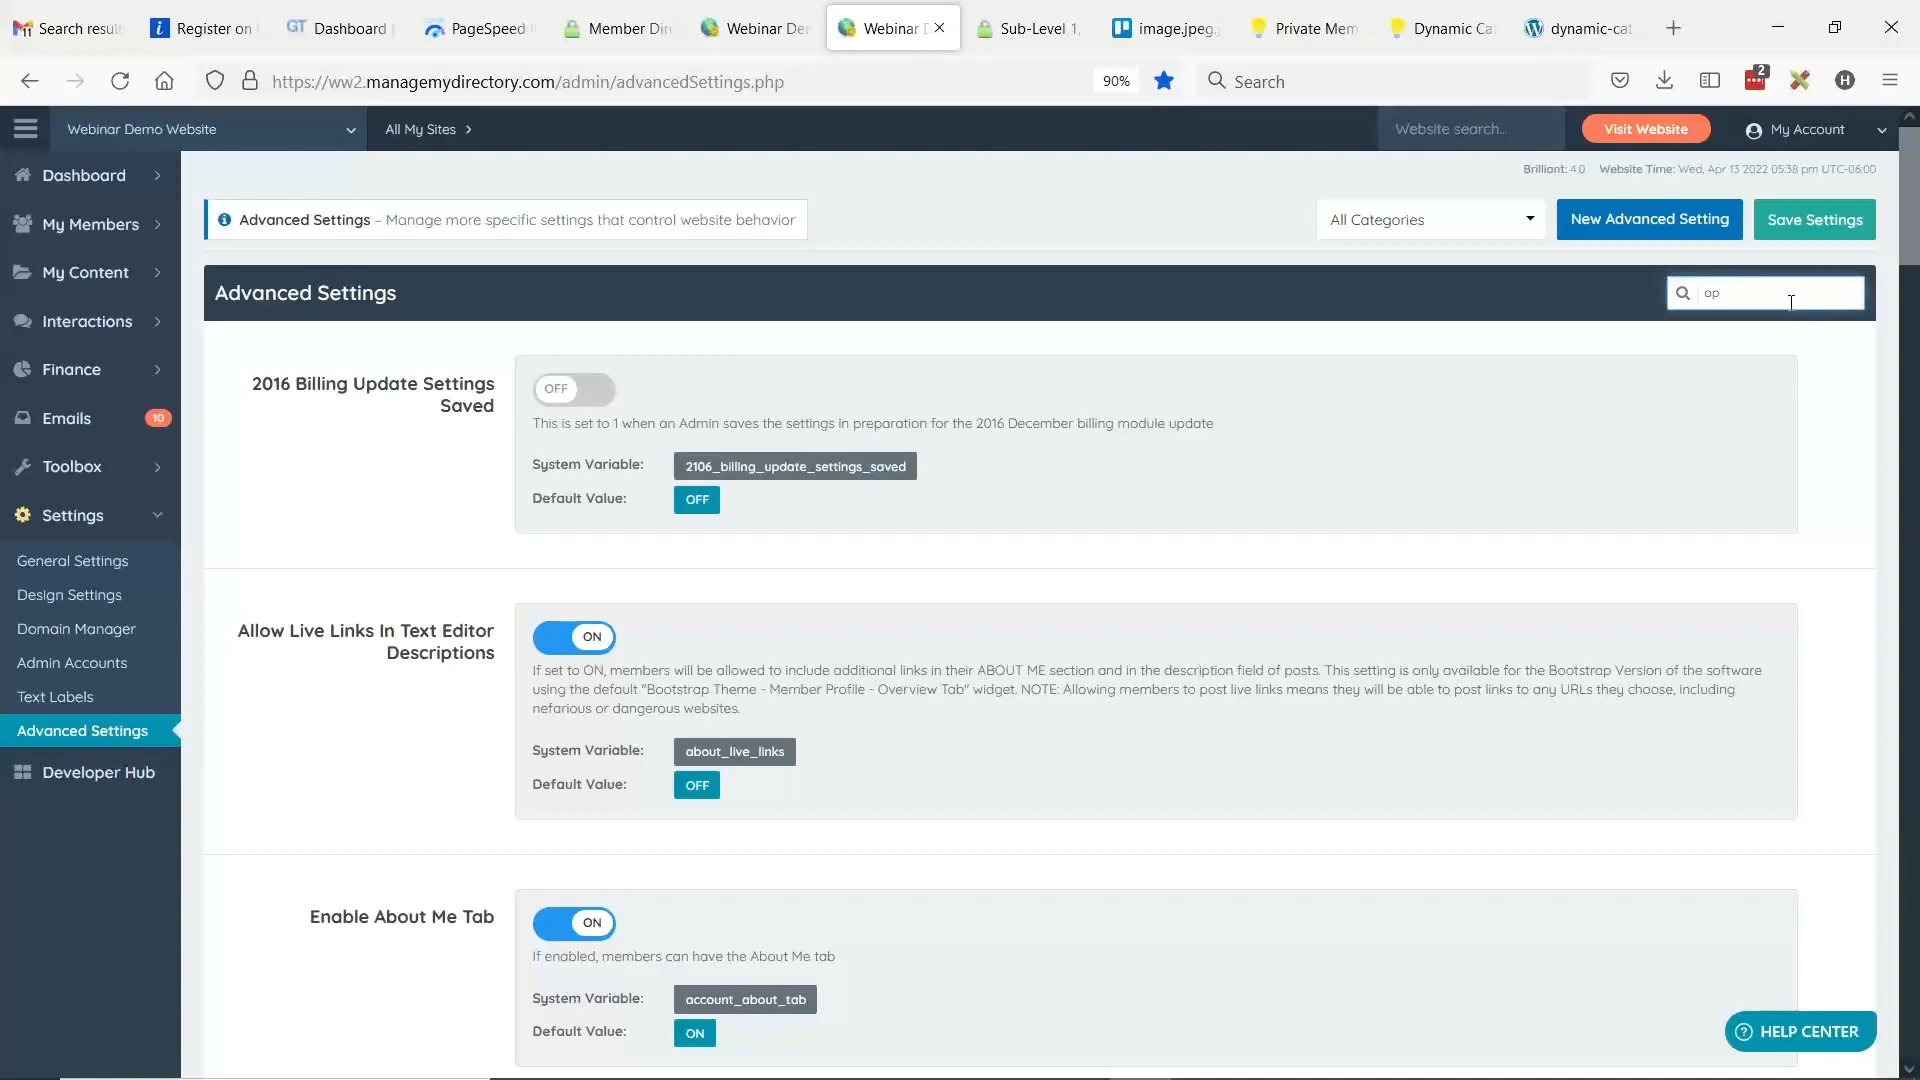 Search resul
Register on
GT Dashboard
PageSpeed
Member Dir
Webinar Der
Webinar D
Sub-Level 1,
image.jpeg,
Private Mem
Dynamic Ca
dynamic-cat
https://ww2.managemydirectory.com/admin/advancedSettings.php
90%
Search
2
H
Webinar Demo Website
All My Sites
Website search...
Visit Website
My Account
Brilliant: 4.0 Website Time: Wed, Apr 13 2022 05:38 pm UTC-06:00
Dashboard
My Members
My Content
Interactions
Finance
Emails 10
Toolbox
Settings
General Settings
Design Settings
Domain Manager
Admin Accounts
Text Labels
Advanced Settings
Developer Hub
Advanced Settings – Manage more specific settings that control website behavior
All Categories
New Advanced Setting
Save Settings
Advanced Settings
op
2016 Billing Update Settings
Saved
OFF
This is set to 1 when an Admin saves the settings in preparation for the 2016 December billing module update
System Variable: 2106_billing_update_settings_saved
Default Value: OFF
Allow Live Links In Text Editor
Descriptions
ON
If set to ON, members will be allowed to include additional links in their ABOUT ME section and in the description field of posts. This setting is only available for the Bootstrap Version of the software
using the default "Bootstrap Theme - Member Profile - Overview Tab" widget. NOTE: Allowing members to post live links means they will be able to post links to any URLs they choose, including
nefarious or dangerous websites.
System Variable: about_live_links
Default Value: OFF
Enable About Me Tab
ON
If enabled, members can have the About Me tab
System Variable: account_about_tab
Default Value: ON
HELP CENTER